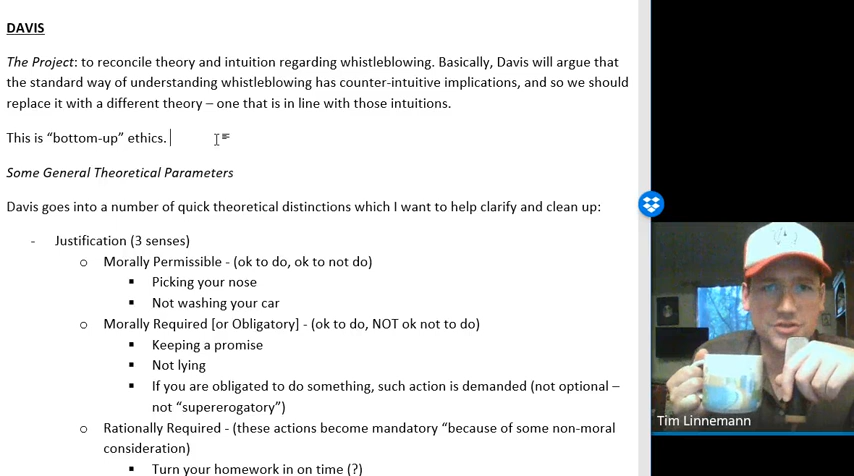 DAVIS
The Project: to reconcile theory and intuition regarding whistleblowing. Basically, Davis will argue that
the standard way of understanding whistleblowing has counter-intuitive implications, and so we should
replace it with a different theory – one that is in line with those intuitions.
This is “bottom-up” ethics.
Some General Theoretical Parameters
Davis goes into a number of quick theoretical distinctions which I want to help clarify and clean up:
- Justification (3 senses)
o Morally Permissible - (ok to do, ok to not do)
▪ Picking your nose
▪ Not washing your car
o Morally Required [or Obligatory] - (ok to do, NOT ok not to do)
▪ Keeping a promise
▪ Not lying
▪ If you are obligated to do something, such action is demanded (not optional –
not “supererogatory”)
o Rationally Required - (these actions become mandatory “because of some non-moral
consideration)
▪ Turn your homework in on time (?)
Tim Linnemann